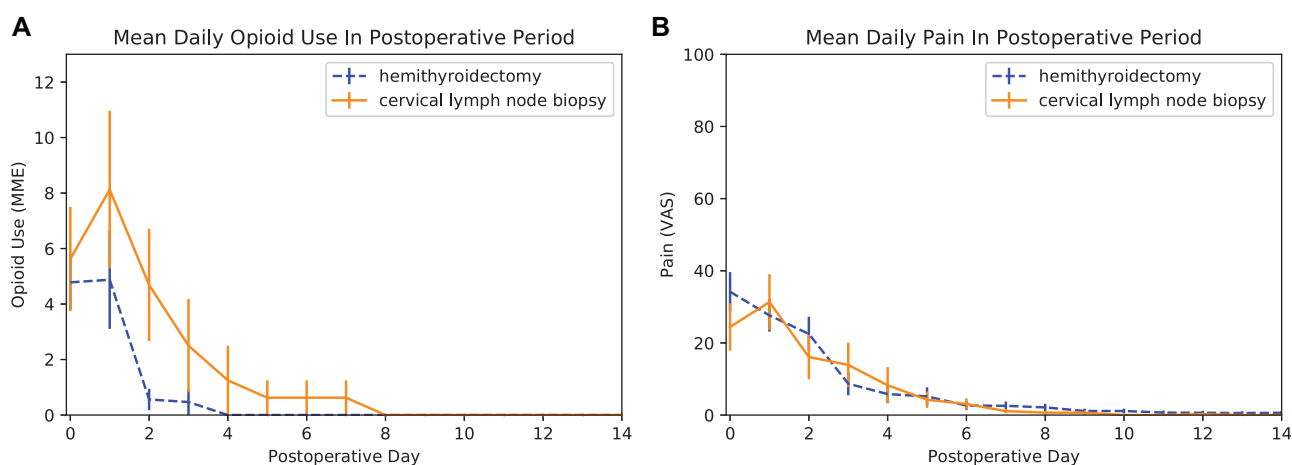 A
Mean Daily Opioid Use In Postoperative Period
hemithyroidectomy
cervical lymph node biopsy
Opioid Use (MME)
12
10
8
6
4
2
0
0 2 4 6 8 10 12 14
Postoperative Day
B
Mean Daily Pain In Postoperative Period
hemithyroidectomy
cervical lymph node biopsy
Pain (VAS)
100
80
60
40
20
0
0 2 4 6 8 10 12 14
Postoperative Day